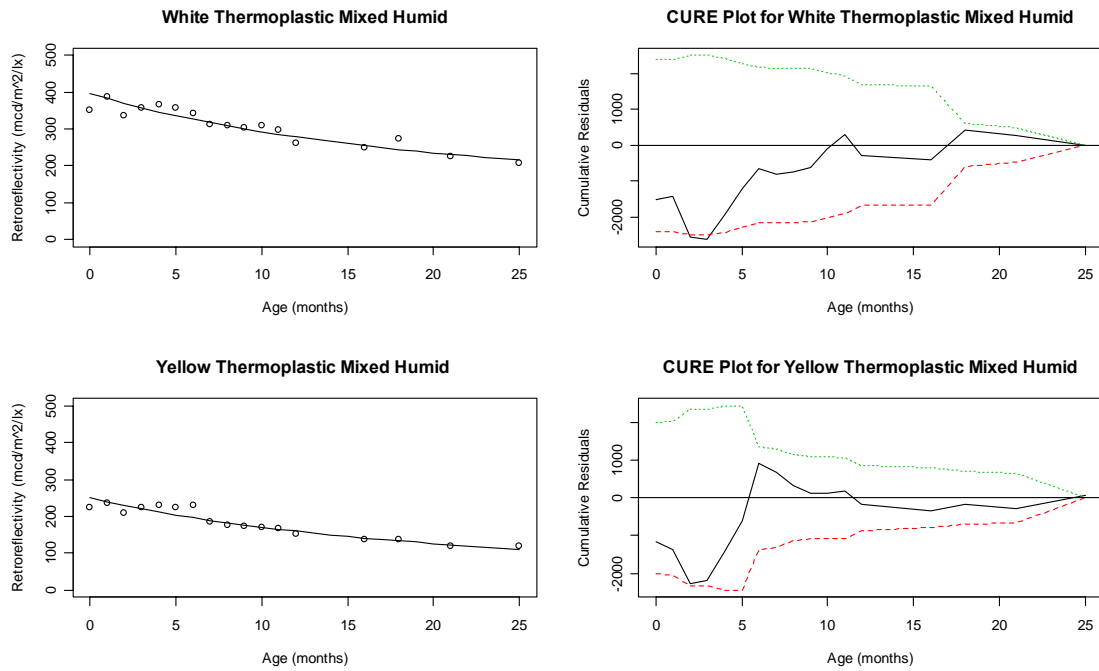 White Thermoplastic Mixed Humid
Retroreflectivity (mcd/m^2/lx)
500
400
300
200
100
0
0 5 10 15 20 25
Age (months)
CURE Plot for White Thermoplastic Mixed Humid
Cumulative Residuals
1000
0
-2000
0 5 10 15 20 25
Age (months)
Yellow Thermoplastic Mixed Humid
Retroreflectivity (mcd/m^2/lx)
500
400
300
200
100
0
0 5 10 15 20 25
Age (months)
CURE Plot for Yellow Thermoplastic Mixed Humid
Cumulative Residuals
1000
0
-2000
0 5 10 15 20 25
Age (months)